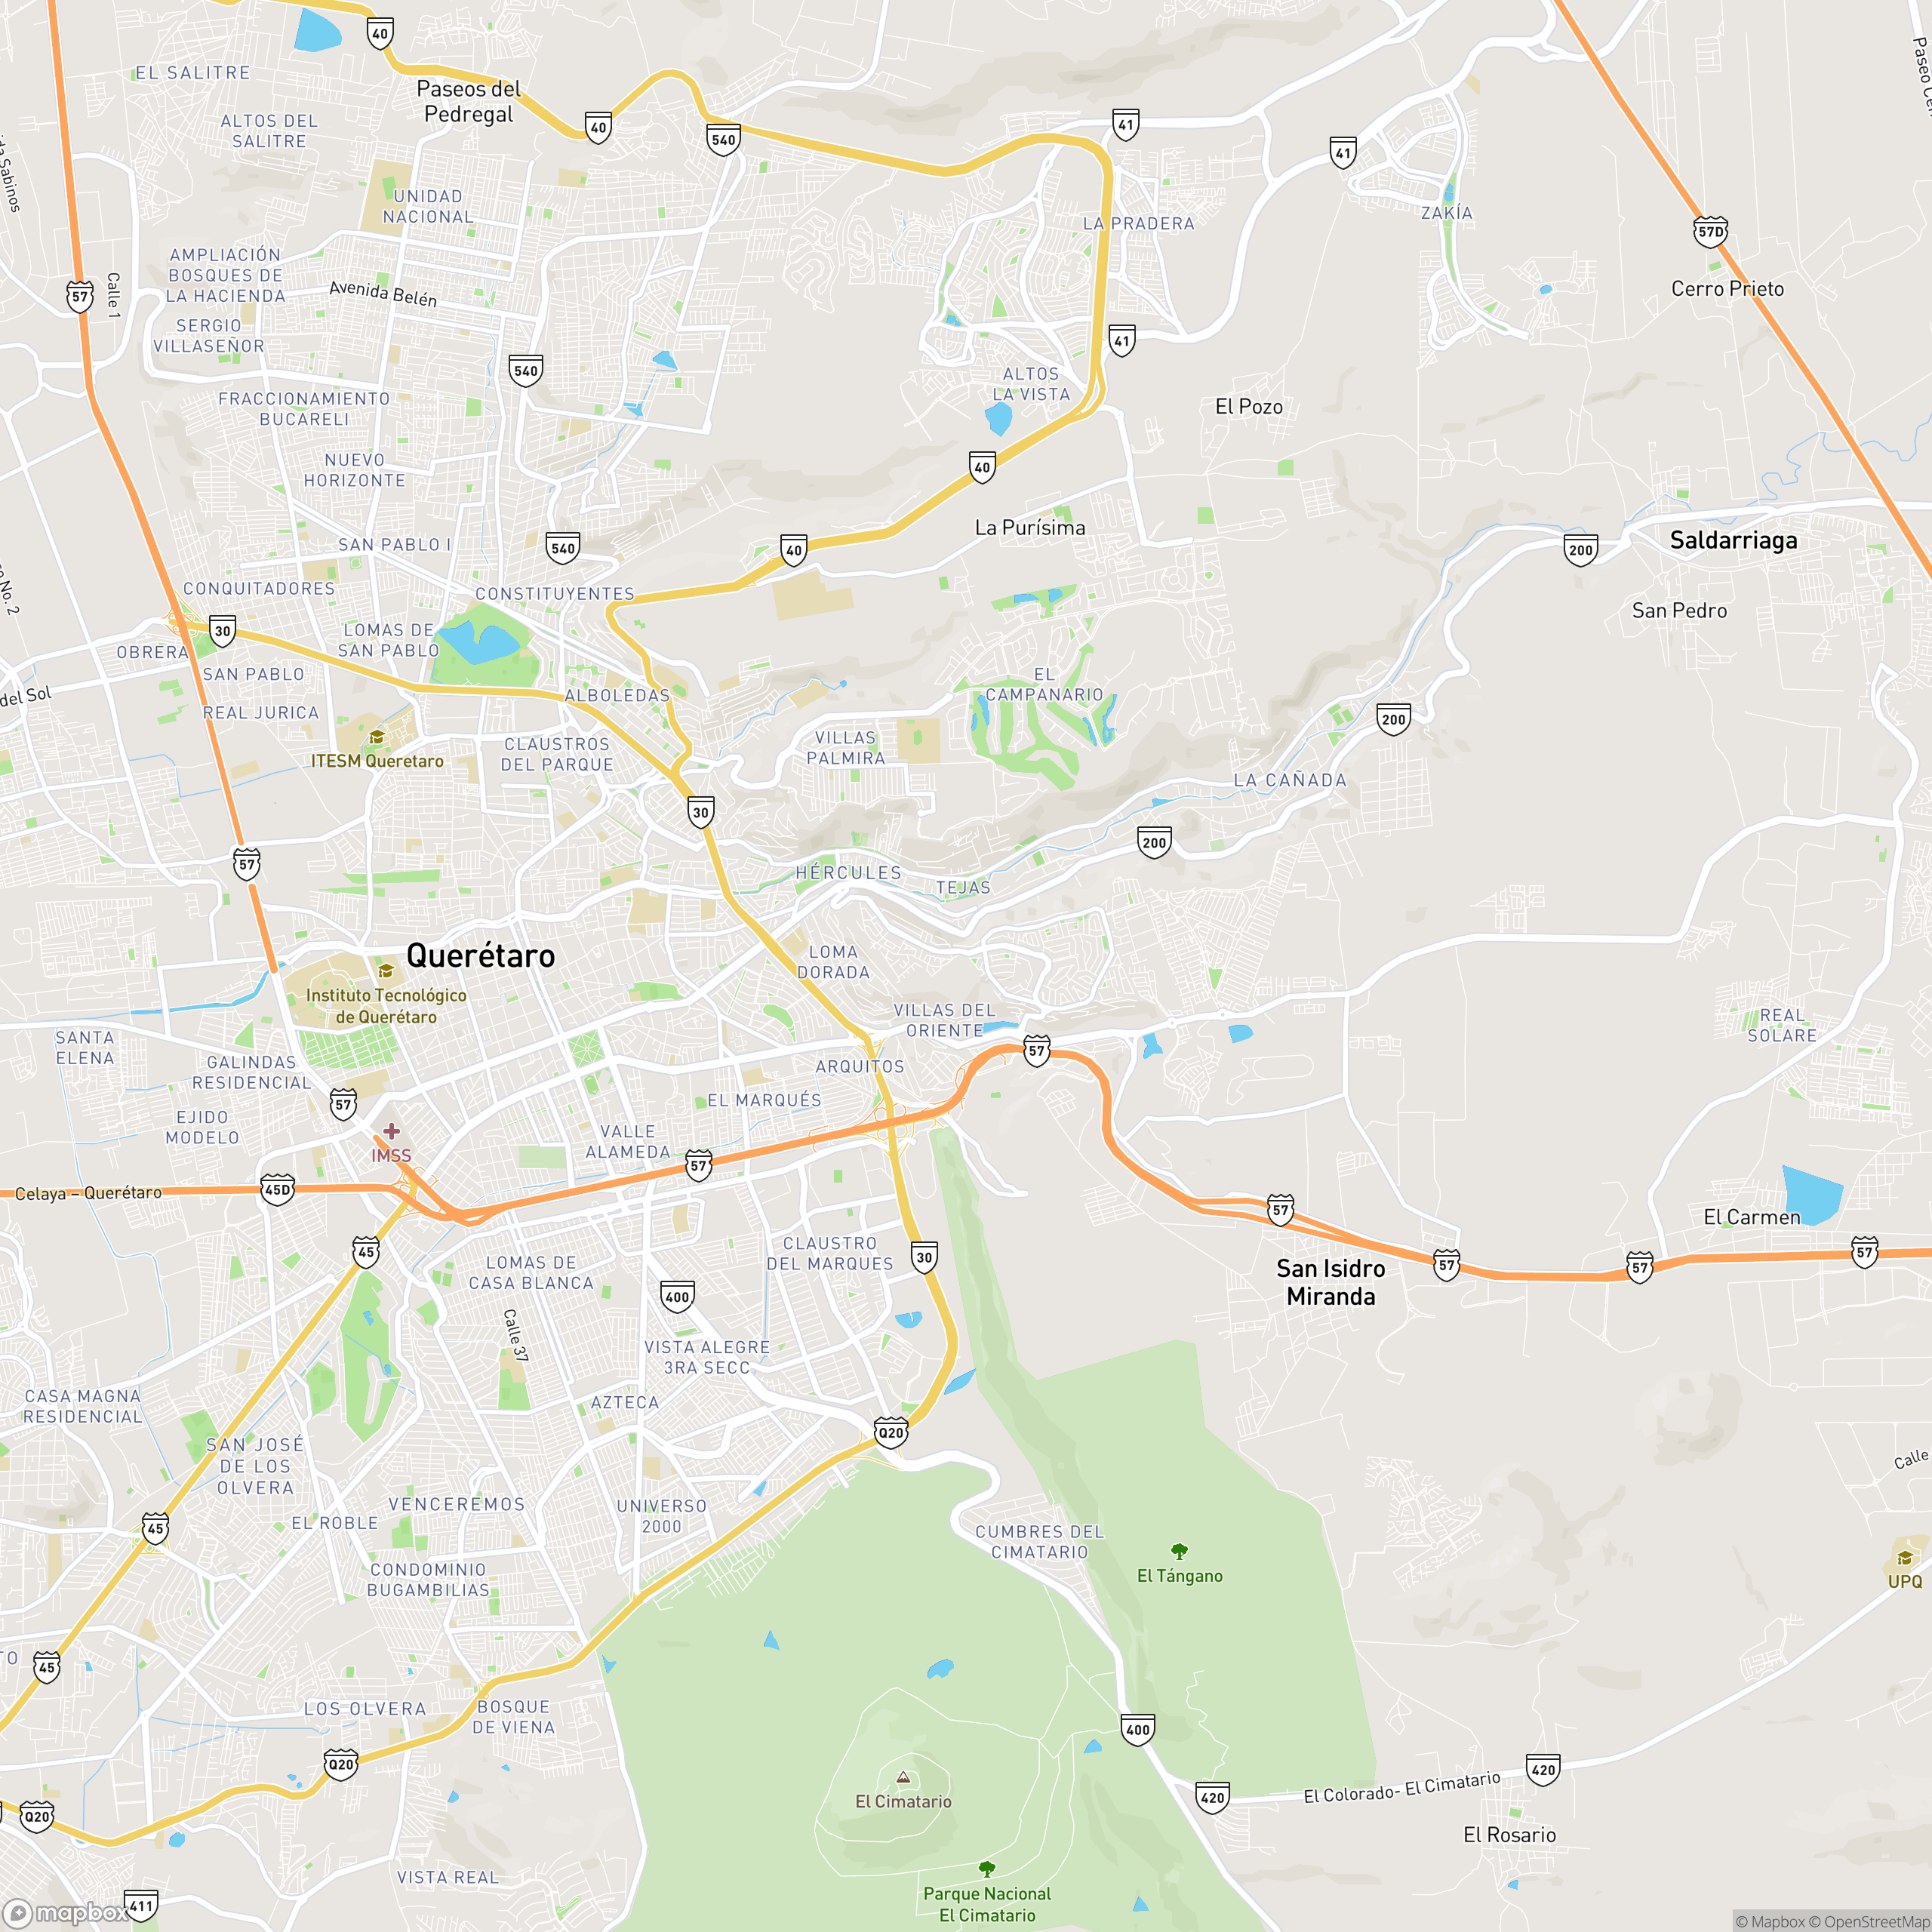 40
Paseo Cer
EL SALITRE
Paseos del
Pedregal
ALTOS DEL
SALITRE
40
540
41
41
da Sabinos
UNIDAD
NACIONAL
LA PRADERA
ZAKÍA
57D
AMPLIACIÓN
BOSQUES DE
LA HACIENDA
Calle 1
57
Avenida Belén
Cerro Prieto
SERGIO
VILLASEÑOR
41
540
ALTOS
LA VISTA
FRACCIONAMIENTO
BUCARELI
El Pozo
NUEVO
HORIZONTE
40
La Purísima
SAN PABLO I
540
40
200
Saldarriaga
No. 2
CONQUITADORES
CONSTITUYENTES
San Pedro
30
LOMAS DE
SAN PABLO
OBRERA
SAN PABLO
del Sol
ALBOLEDAS
EL
CAMPANARIO
REAL JURICA
200
ITESM Queretaro
CLAUSTROS
DEL PARQUE
VILLAS
PALMIRA
LA CAÑADA
30
200
57
HÉRCULES
TEJAS
Querétaro
LOMA
DORADA
Instituto Tecnológico
de Querétaro
VILLAS DEL
ORIENTE
REAL
SOLARE
SANTA
ELENA
57
GALINDAS
RESIDENCIAL
ARQUITOS
57
EL MARQUÉS
EJIDO
MODELO
VALLE
ALAMEDA
IMSS
57
Celaya – Querétaro
45D
57
El Carmen
45
CLAUSTRO
DEL MARQUES
30
57
57
57
LOMAS DE
CASA BLANCA
San Isidro
Miranda
400
Calle 37
VISTA ALEGRE
3RA SECC
CASA MAGNA
RESIDENCIAL
AZTECA
Q20
SAN JOSÉ
DE LOS
OLVERA
Calle
VENCEREMOS
UNIVERSO
2000
45
EL ROBLE
CUMBRES DEL
CIMATARIO
El Tángano
CONDOMINIO
BUGAMBILIAS
UPQ
TO
45
LOS OLVERA
BOSQUE
DE VIENA
400
Q20
420
El Colorado- El Cimatario
420
El Cimatario
Q20
El Rosario
VISTA REAL
Parque Nacional
El Cimatario
411
mapbox
© Mapbox © OpenStreetMap